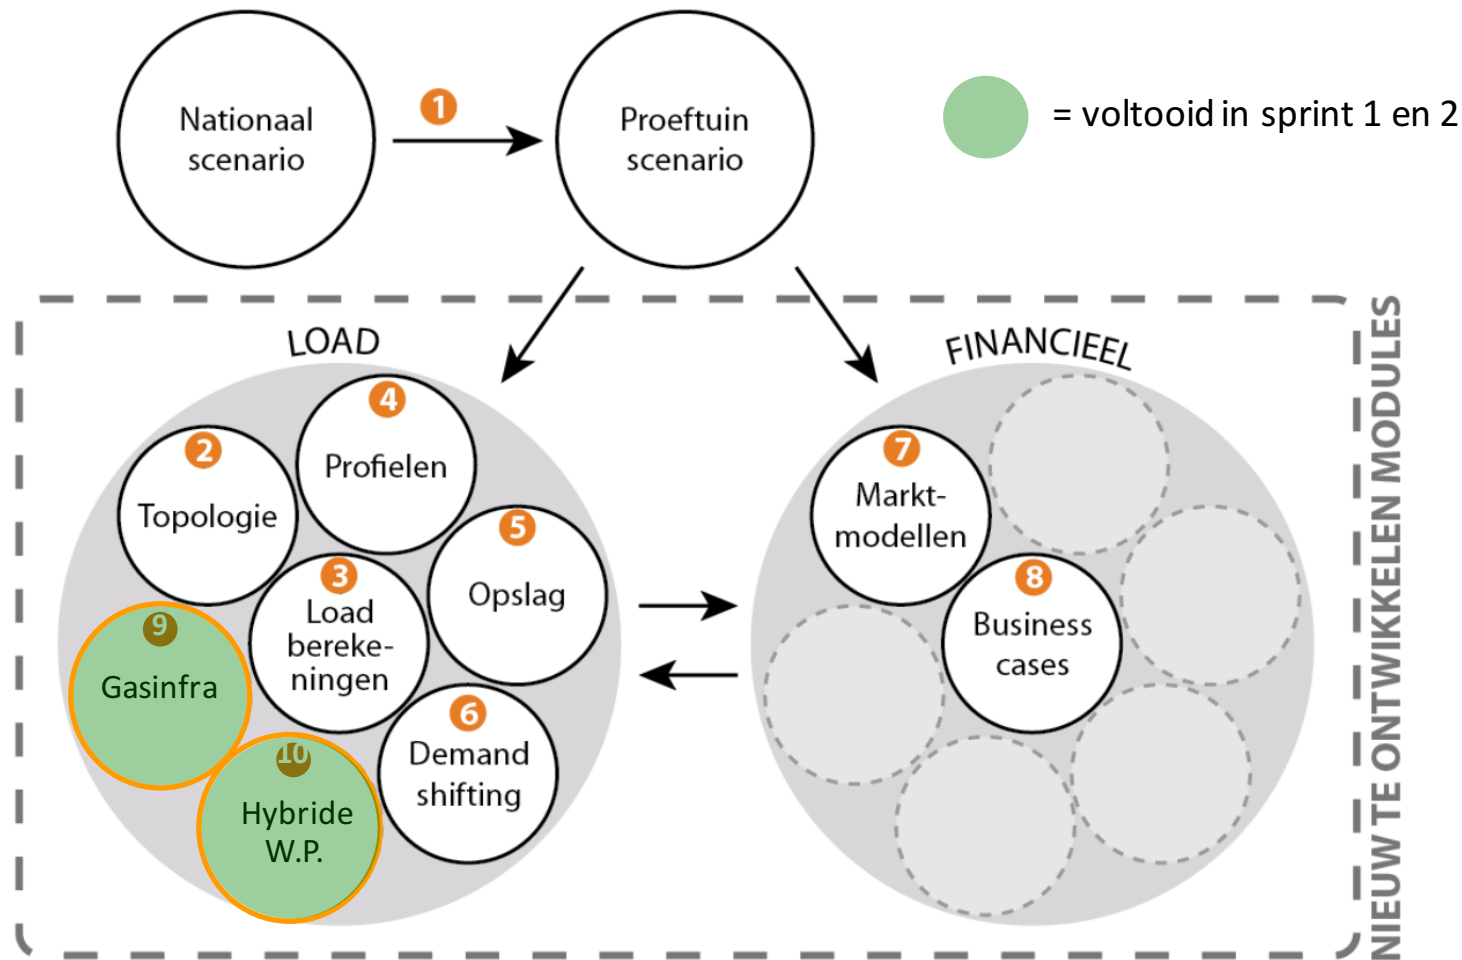 Nationaal
scenario
1
Proeftuin
scenario
= voltooid in sprint 1 en 2
LOAD
FINANCIEEL
NIEUW TE ONTWIKKELEN MODULES
4
Profielen
2
Topologie
5
Opslag
3
Load
bereke-
ningen
9
Gasinfra
6
Demand
shifting
10
Hybride
W.P.
7
Markt-
modellen
8
Business
cases